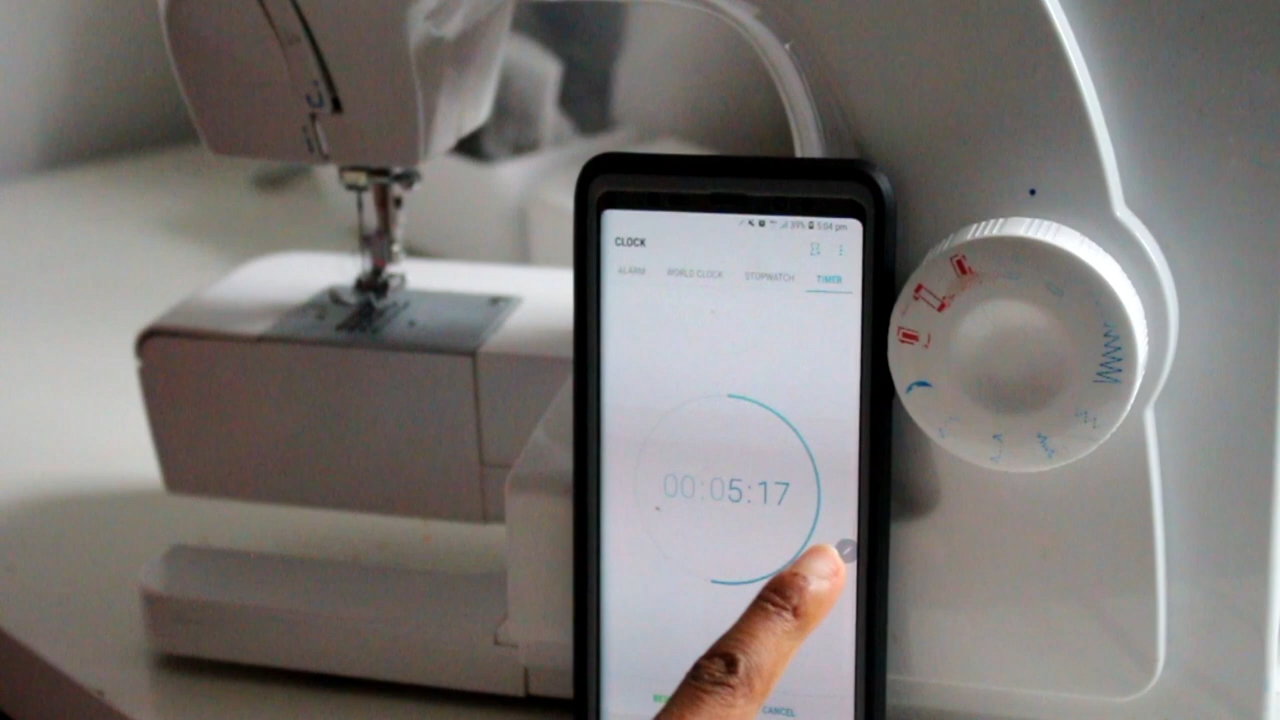 39% 5:04 pm
CLOCK
ALARM WORLD CLOCK STOPWATCH TIMER
00:05:17
CANCEL